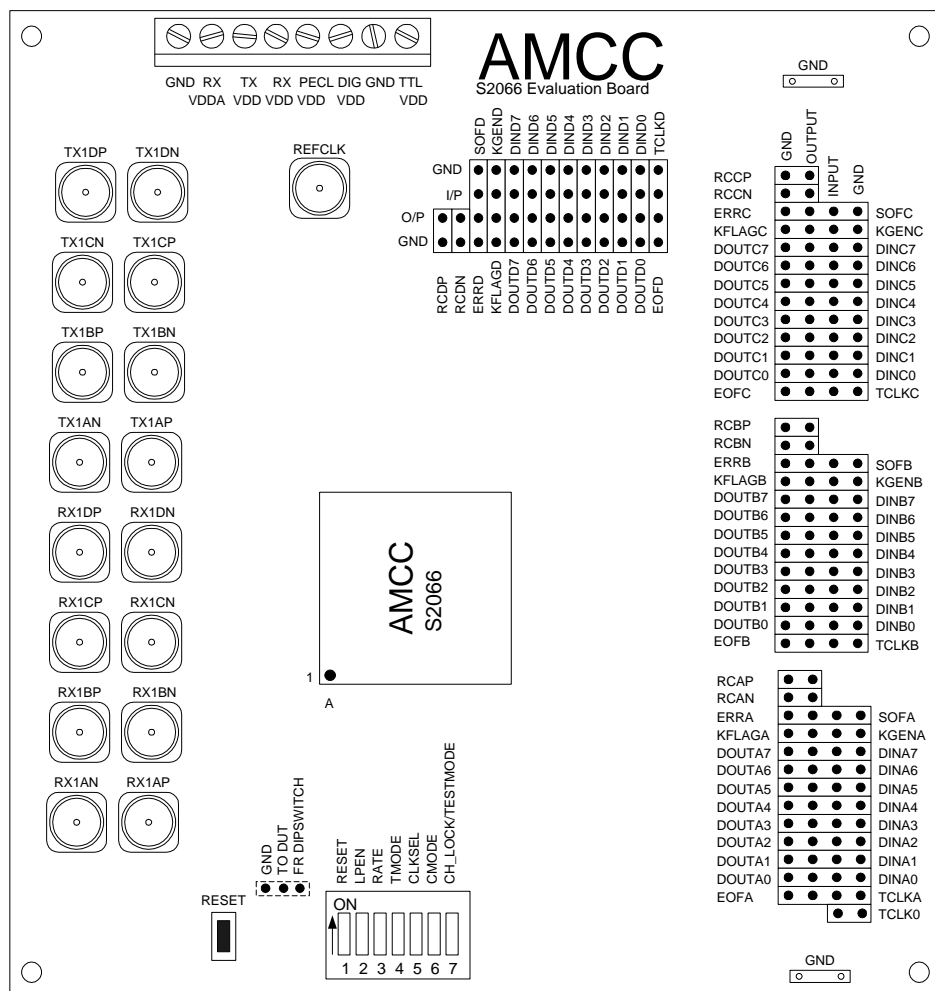 AMCC
S2066 Evaluation Board
GND RX TX RX PECL DIG GND TTL
VDDA VDD VDD VDD VDD VDD
GND
TX1DP TX1DN
REFCLK
SOFD KGEND DIND7 DIND6 DIND5 DIND4 DIND3 DIND2 DIND1 DIND0 TCLKD
GND
I/P
O/P
GND
RCDP RCDN ERRD KFLAGD DOUTD7 DOUTD6 DOUTD5 DOUTD4 DOUTD3 DOUTD2 DOUTD1 DOUTD0 EOFD
GND OUTPUT INPUT GND
RCCP
RCCN
ERRC SOFC
KFLAGC KGENC
DOUTC7 DINC7
DOUTC6 DINC6
DOUTC5 DINC5
DOUTC4 DINC4
DOUTC3 DINC3
DOUTC2 DINC2
DOUTC1 DINC1
DOUTC0 DINC0
EOFC TCLKC
TX1CN TX1CP
TX1BP TX1BN
TX1AN TX1AP
RX1DP RX1DN
RX1CP RX1CN
RX1BP RX1BN
RX1AN RX1AP
AMCC
S2066
1
A
RCBP
RCBN
ERRB SOFB
KFLAGB KGENB
DOUTB7 DINB7
DOUTB6 DINB6
DOUTB5 DINB5
DOUTB4 DINB4
DOUTB3 DINB3
DOUTB2 DINB2
DOUTB1 DINB1
DOUTB0 DINB0
EOFB TCLKB
RCAP
RCAN
ERRA SOFA
KFLAGA KGENA
DOUTA7 DINA7
DOUTA6 DINA6
DOUTA5 DINA5
DOUTA4 DINA4
DOUTA3 DINA3
DOUTA2 DINA2
DOUTA1 DINA1
DOUTA0 DINA0
EOFA TCLKA
TCLK0
GND
TO DUT
FR DIPSWITCH
RESET
RESET
LPEN
RATE
TMODE
CLKSEL
CMODE
CH_LOCK/TESTMODE
ON
1 2 3 4 5 6 7
GND